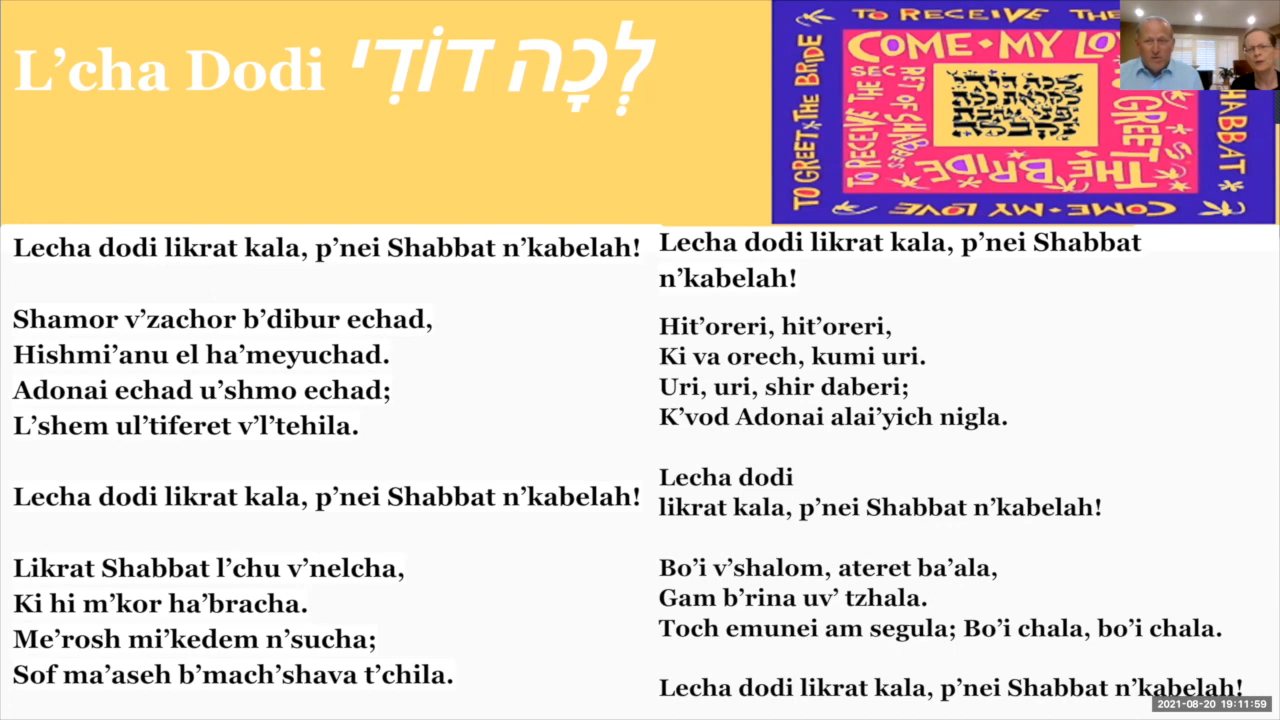 L’cha Dodi לְכָה דוֹדִי
TO RECEIVE THE
COME • MY LO
TO GREET THE BRIDE
SEC
RET OF SHABBOS
TO RECEIVE THE
GREET
THE BRIDE
HABBAT
COME • MY LOVE
Lecha dodi likrat kala, p’nei Shabbat n’kabelah!
Shamor v’zachor b’dibur echad,
Hishmi’anu el ha’meyuchad.
Adonai echad u’shmo echad;
L’shem ul’tiferet v’l’tehila.
Lecha dodi likrat kala, p’nei Shabbat n’kabelah!
Likrat Shabbat l’chu v’nelcha,
Ki hi m’kor ha’bracha.
Me’rosh mi’kedem n’sucha;
Sof ma’aseh b’mach’shava t’chila.
Lecha dodi likrat kala, p’nei Shabbat
n’kabelah!
Hit’oreri, hit’oreri,
Ki va orech, kumi uri.
Uri, uri, shir daberi;
K’vod Adonai alai’yich nigla.
Lecha dodi
likrat kala, p’nei Shabbat n’kabelah!
Bo’i v’shalom, ateret ba’ala,
Gam b’rina uv’ tzhala.
Toch emunei am segula; Bo’i chala, bo’i chala.
Lecha dodi likrat kala, p’nei Shabbat n’kabelah!
2021-08-20 19:11:59